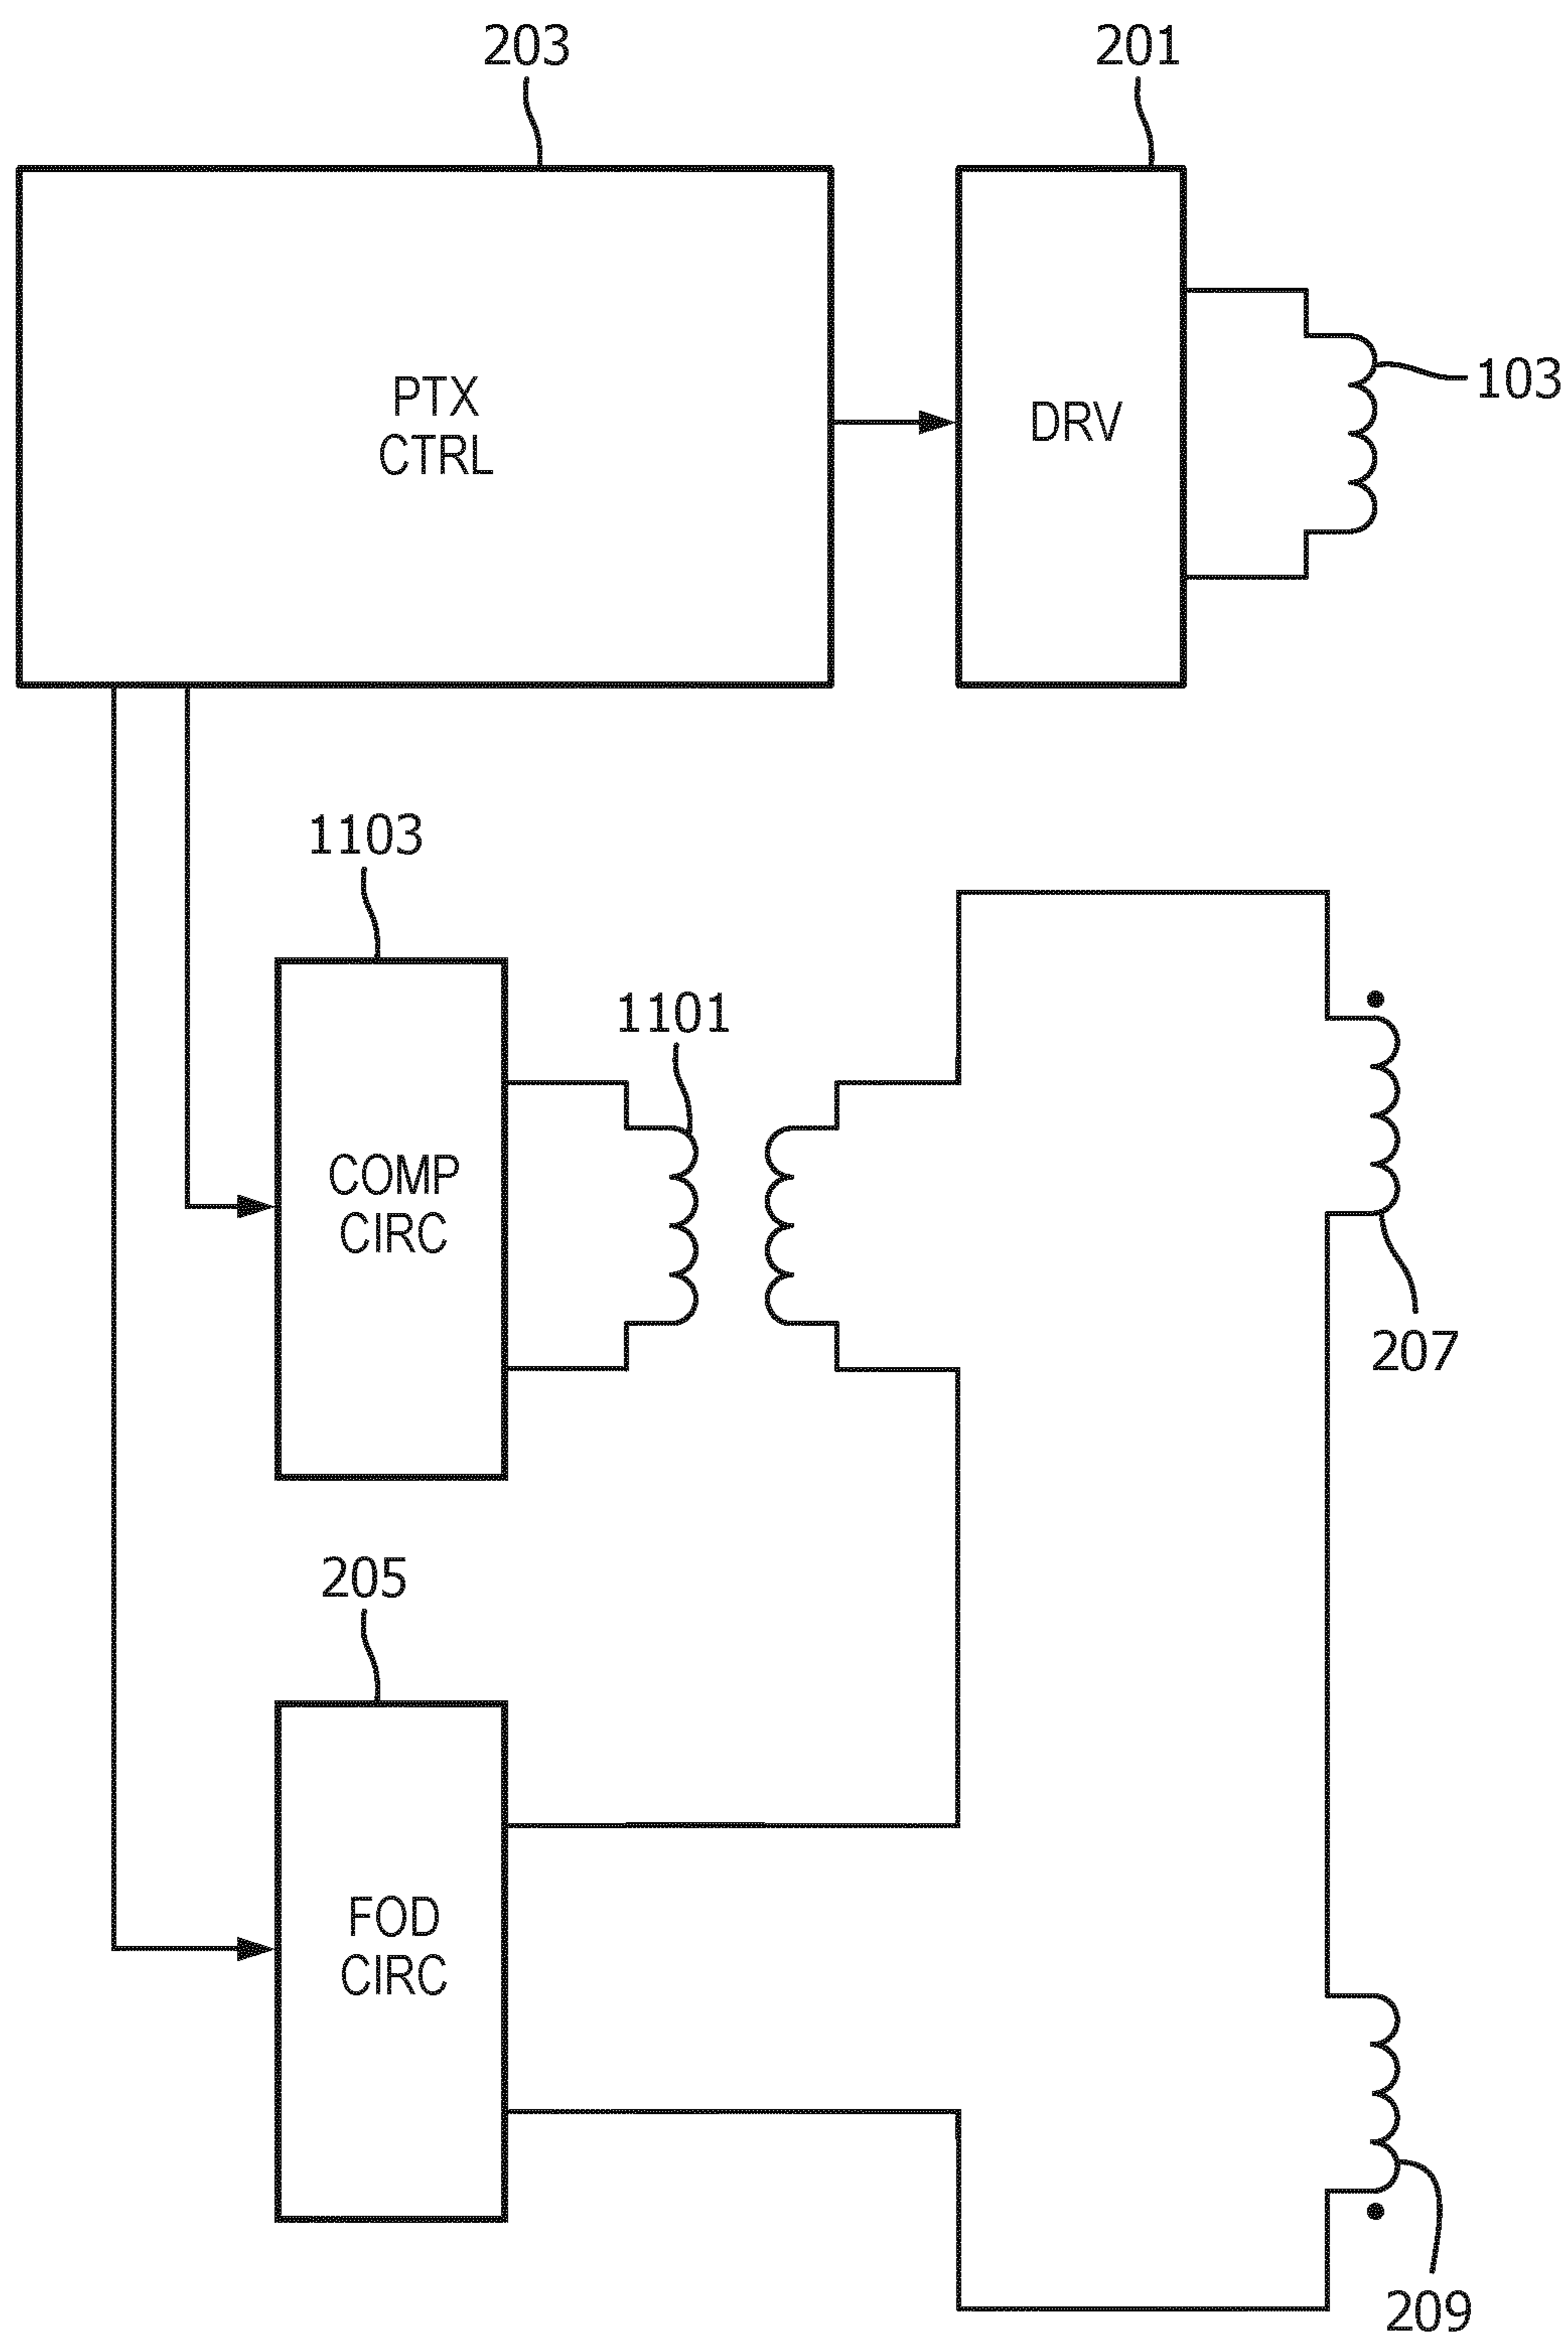 203
201
PTX
CTRL
DRV
103
1103
1101
COMP
CIRC
207
205
FOD
CIRC
209